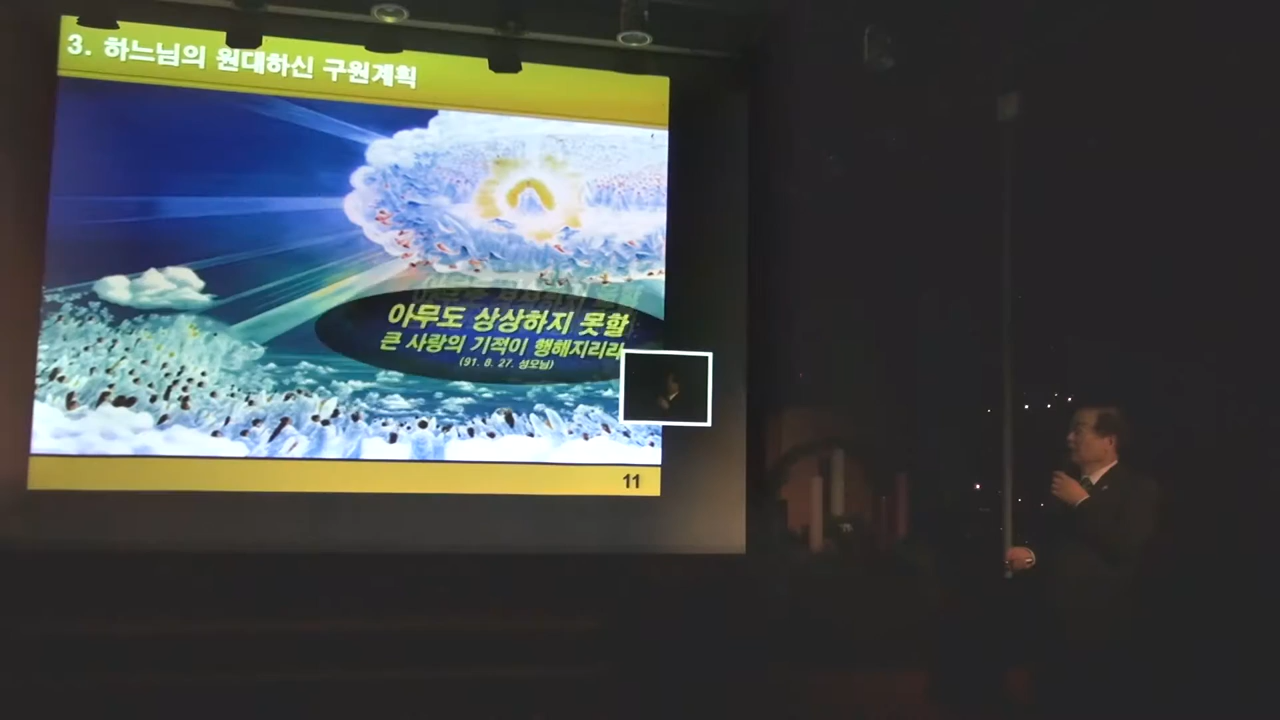 3. 하느님의 원대하신 구원계획
아무도 상상하지 못할
큰 사랑의 기적이 행해지리라
(91. 8. 27. 성모님)
11